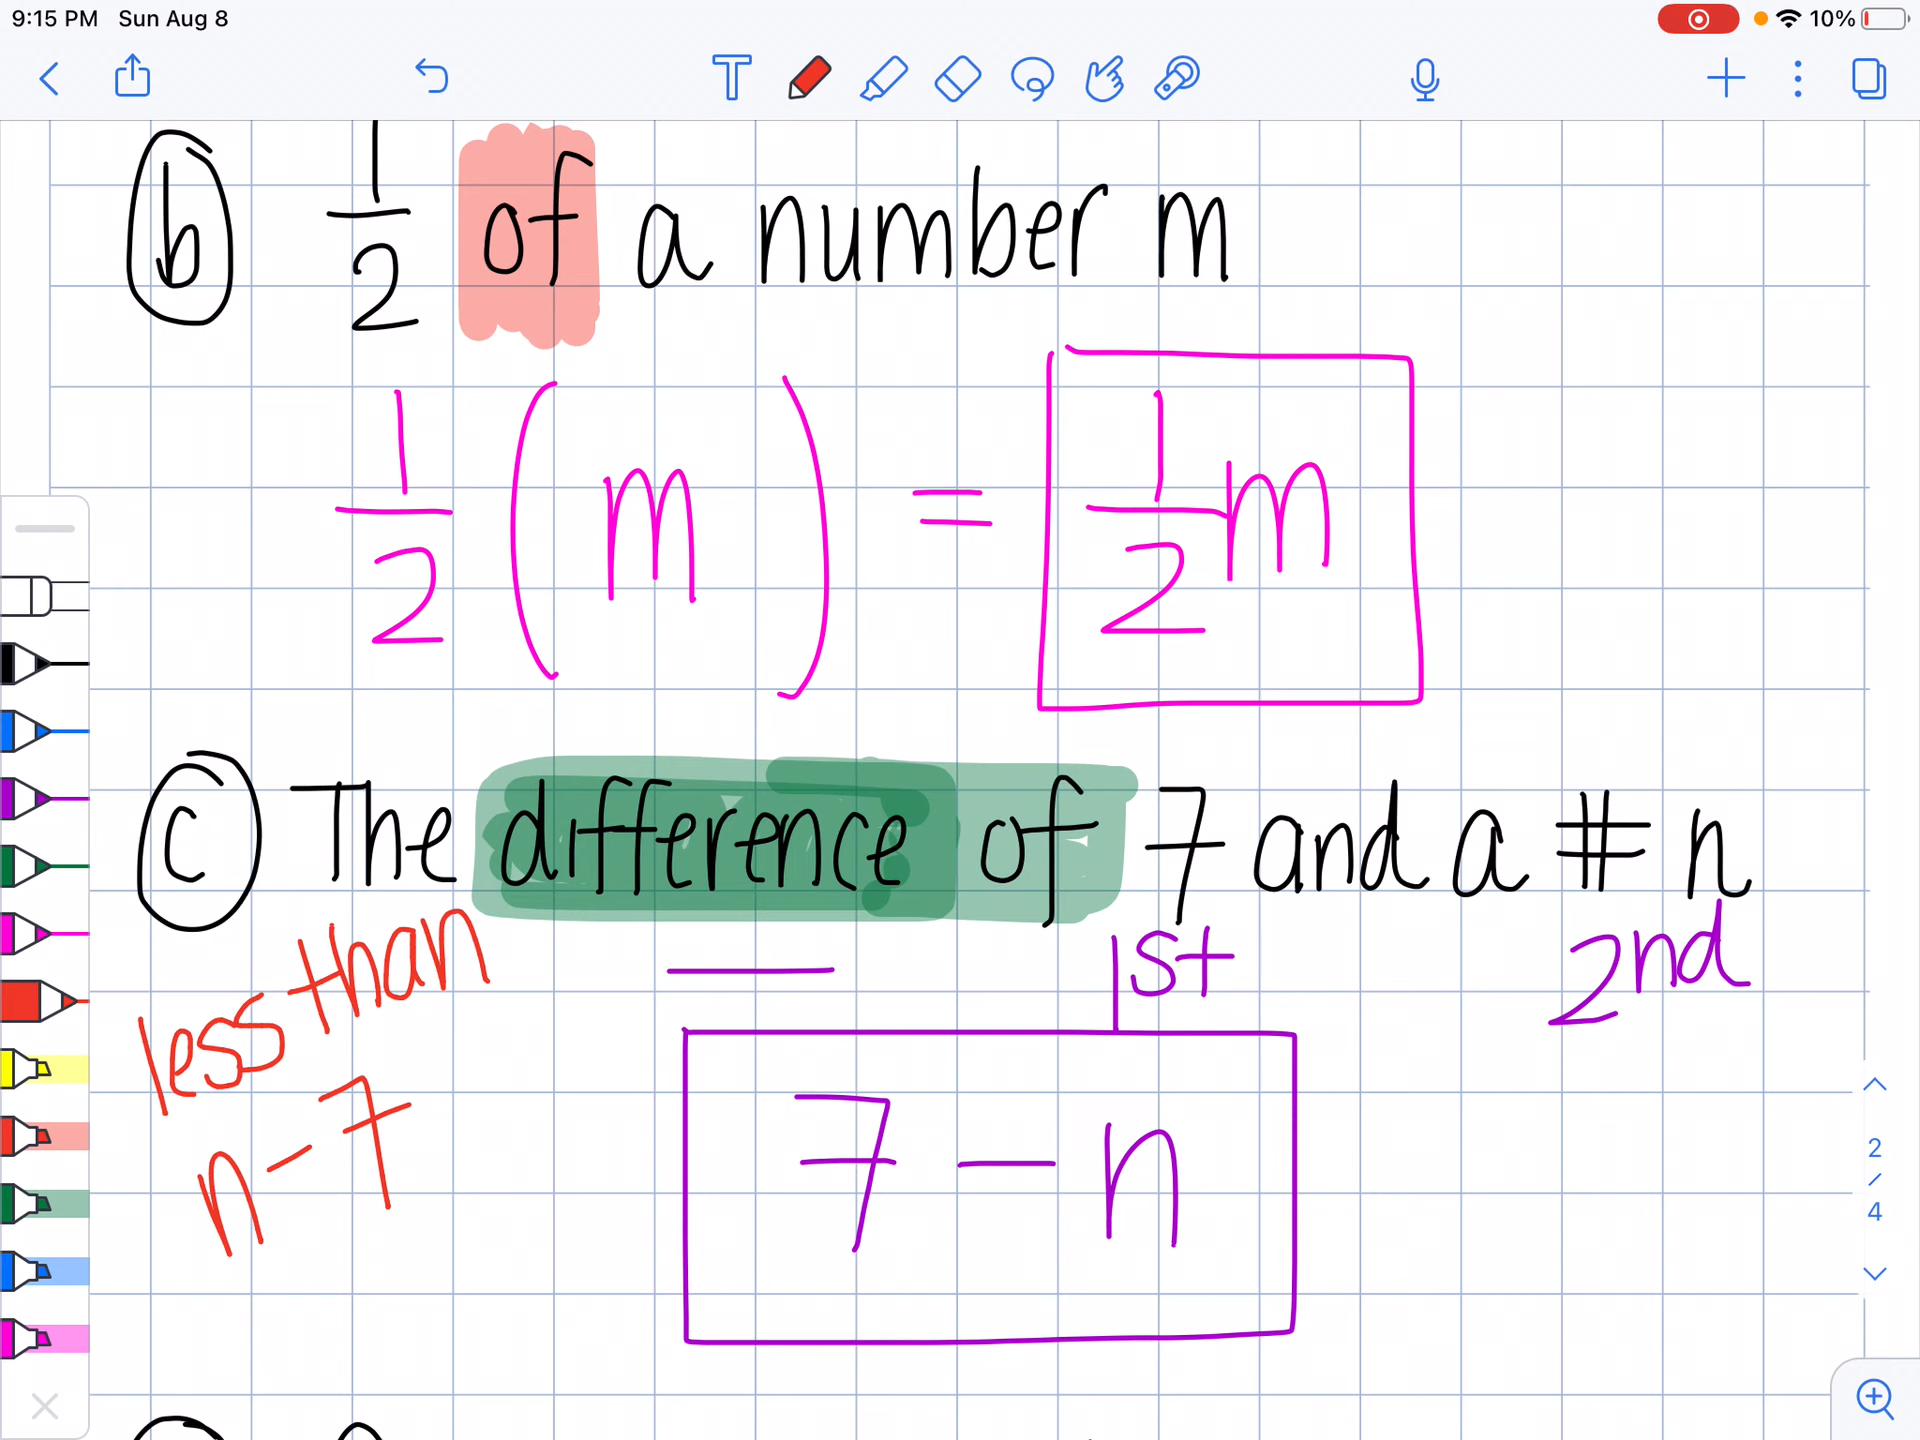 9:15 PM Sun Aug 8 10%
b 1/2 of a number m
1/2 (m) = 1/2 m
c The difference of 7 and a # n
less than
— 1st 2nd
n - 7
7 - n
2
/
4